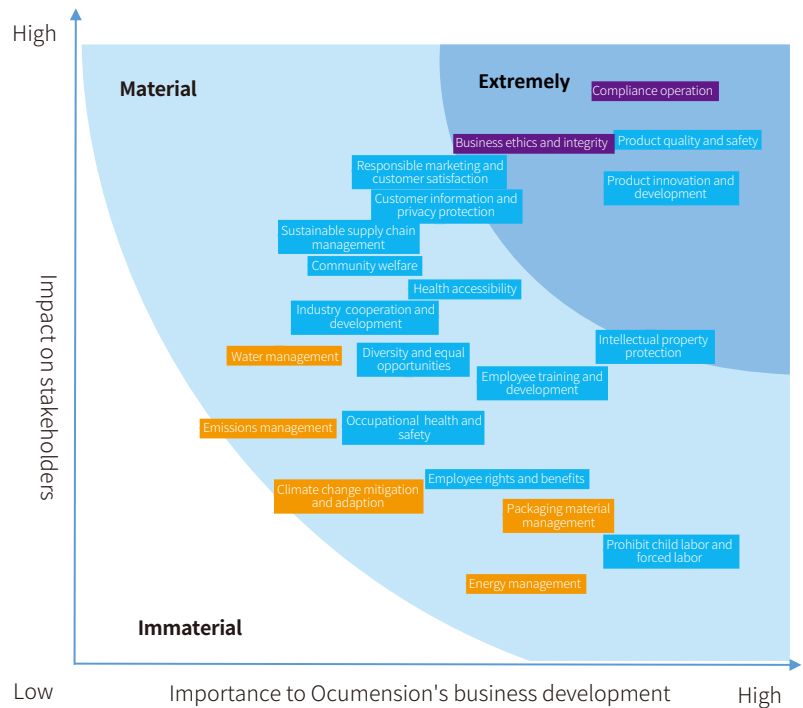 High
Material
Extremely
Compliance operation
Business ethics and integrity
Product quality and safety
Responsible marketing and
customer satisfaction
Product innovation and
development
Customer information and
privacy protection
Sustainable supply chain
management
Community welfare
Health accessibility
Industry cooperation and
development
Intellectual property
protection
Water management
Diversity and equal
opportunities
Employee training and
development
Emissions management
Occupational health and
safety
Employee rights and benefits
Climate change mitigation
and adaption
Packaging material
management
Prohibit child labor and
forced labor
Energy management
Immaterial
Impact on stakeholders
Low
Importance to Ocumension's business development
High